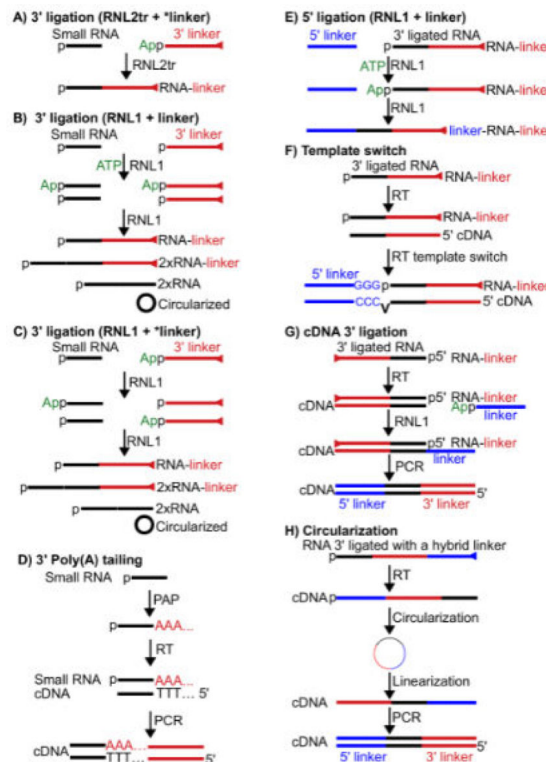 A) 3' ligation (RNL2tr + *linker)
Small RNA 3' linker
p App
RNL2tr
p RNA-linker
B) 3' ligation (RNL1 + linker)
Small RNA 3' linker
p p
ATP RNL1
App App
p p
RNL1
p RNA-linker
p 2xRNA-linker
p 2xRNA
Circularized
C) 3' ligation (RNL1 + *linker)
Small RNA 3' linker
p App
RNL1
App p
p App
RNL1
p RNA-linker
p 2xRNA-linker
p 2xRNA
Circularized
D) 3' Poly(A) tailing
Small RNA p
PAP
p AAA...
RT
Small RNA p AAA...
cDNA TTT... 5'
PCR
cDNA AAA...
TTT... 5'
E) 5' ligation (RNL1 + linker)
5' linker 3' ligated RNA
p RNA-linker
ATP RNL1
App RNA-linker
RNL1
linker-RNA-linker
F) Template switch
3' ligated RNA
p RNA-linker
RT
p RNA-linker
5' cDNA
RT template switch
5' linker
GGGp RNA-linker
CCC 5' cDNA
G) cDNA 3' ligation
3' ligated RNA
p5' RNA-linker
RT
p5' RNA-linker
cDNA App
RNL1 linker
p5' RNA-linker
cDNA linker
PCR
cDNA 5'
5' linker 3' linker
H) Circularization
RNA 3' ligated with a hybrid linker
p
RT
cDNA p
Circularization
Linearization
cDNA
PCR
cDNA 5'
5' linker 3' linker